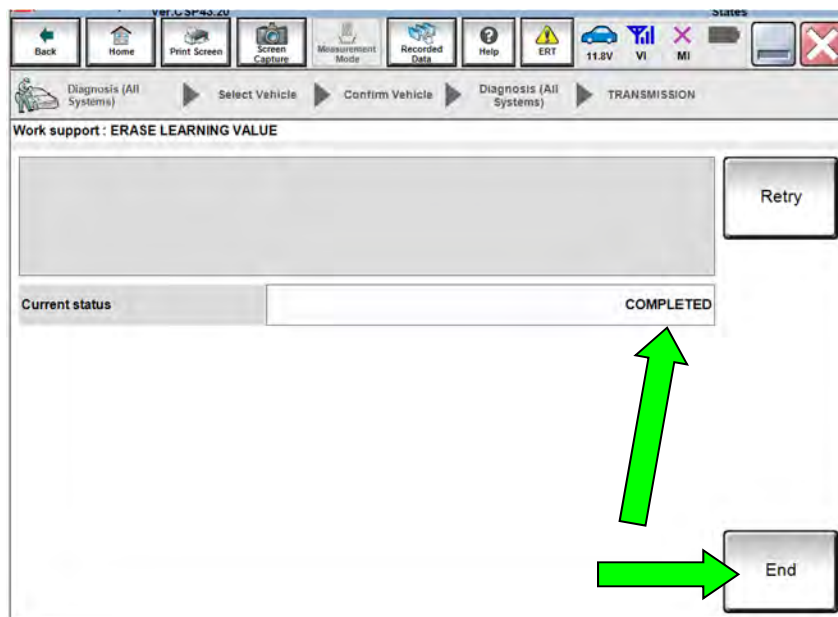 Ver.CSP43.20 States
Back
Home
Print Screen
Screen
Capture
Measurement
Mode
Recorded
Data
Help
ERT
11.8V
VI
MI
Diagnosis (All
Systems)
Select Vehicle
Confirm Vehicle
Diagnosis (All
Systems)
TRANSMISSION
Work support : ERASE LEARNING VALUE
Retry
Current status
COMPLETED
End